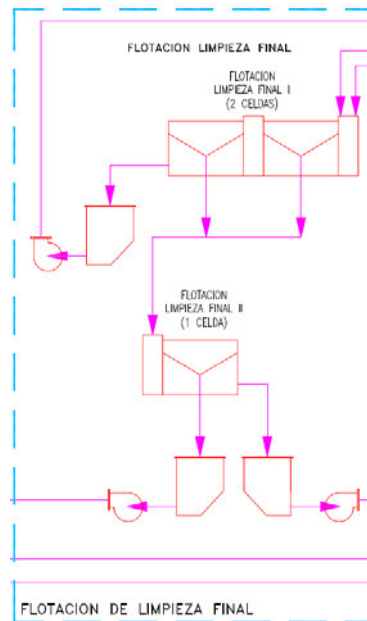 FLOTACION LIMPIEZA FINAL
FLOTACION
LIMPIEZA FINAL I
(2 CELDAS)
FLOTACION
LIMPIEZA FINAL II
(1 CELDA)
FLOTACION DE LIMPIEZA FINAL